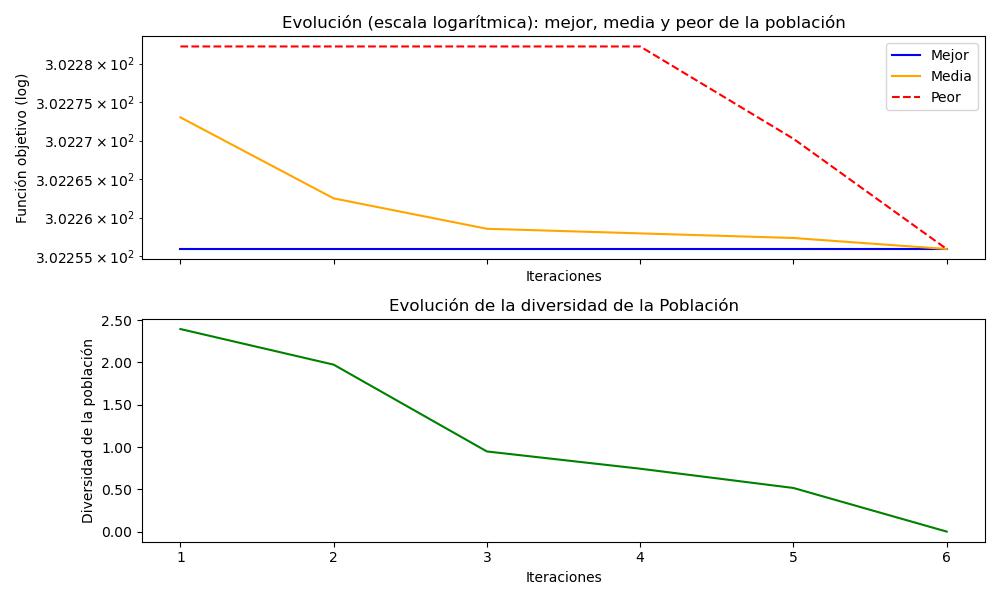 Evolución (escala logarítmica): mejor, media y peor de la población
Función objetivo (log)
3.0228 × 10²
3.02275 × 10²
3.0227 × 10²
3.02265 × 10²
3.0226 × 10²
3.02255 × 10²
Mejor
Media
Peor
Iteraciones
Evolución de la diversidad de la Población
Diversidad de la población
2.50
2.00
1.50
1.00
0.50
0.00
1 2 3 4 5 6
Iteraciones